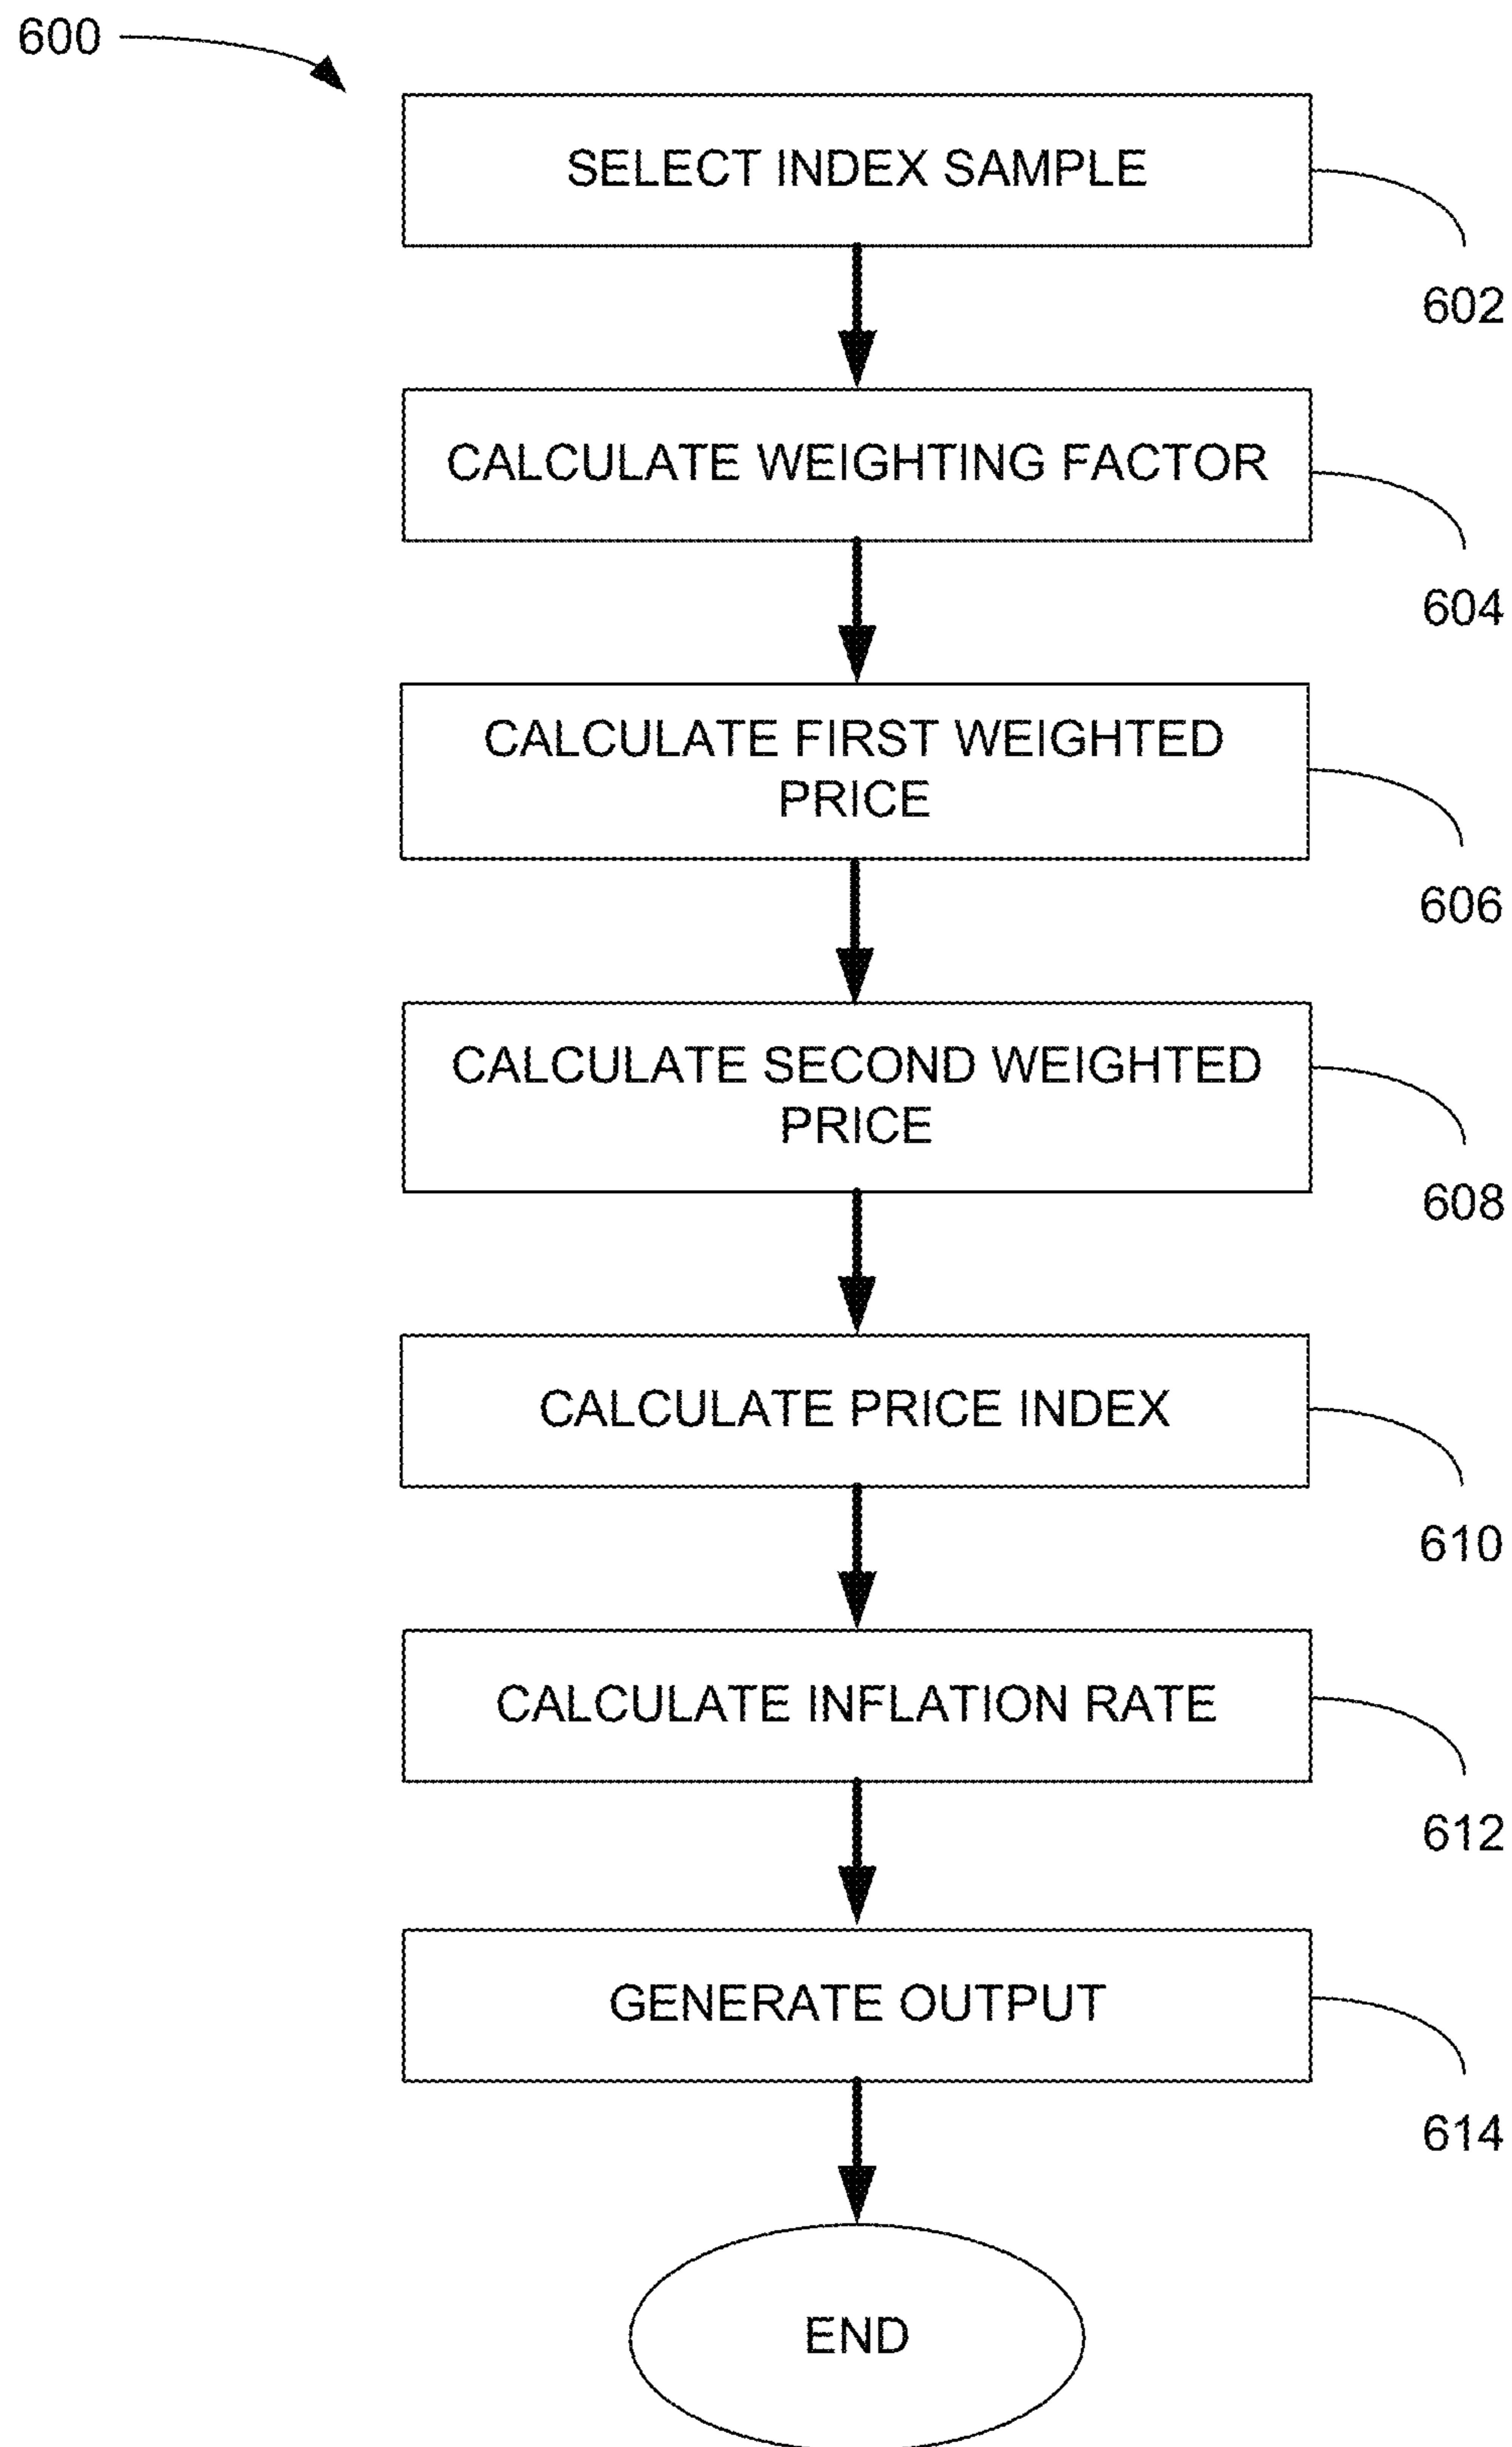 600
SELECT INDEX SAMPLE
602
CALCULATE WEIGHTING FACTOR
604
CALCULATE FIRST WEIGHTED
PRICE
606
CALCULATE SECOND WEIGHTED
PRICE
608
CALCULATE PRICE INDEX
610
CALCULATE INFLATION RATE
612
GENERATE OUTPUT
614
END